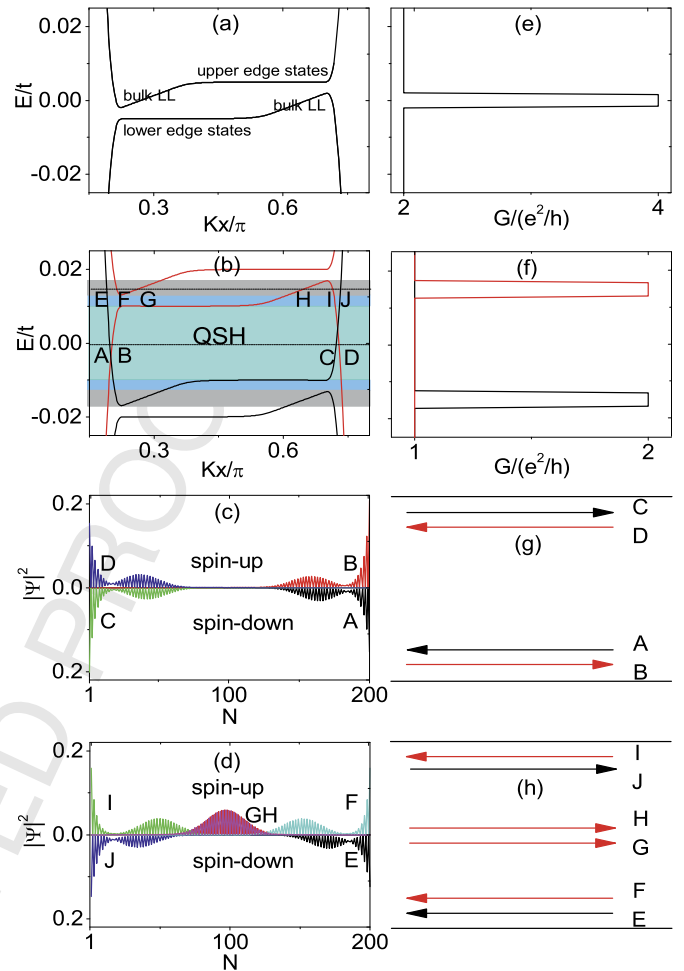 (a)
upper edge states
bulk LL
bulk LL
lower edge states
E/t
0.02
0.00
-0.02
0.3
0.6
Kx/π
(e)
2
4
G/(e²/h)
(b)
E F G H I J
QSH
A B C D
E/t
0.02
0.00
-0.02
0.3
0.6
Kx/π
(f)
1
2
G/(e²/h)
(c)
D spin-up B
C spin-down A
|Ψ|²
0.2
0.0
0.2
1
100
200
N
(g)
C
D
A
B
(d)
spin-up
I GH F
J spin-down E
|Ψ|²
0.2
0.0
0.2
1
100
200
N
(h)
I
J
H
G
F
E
ED PROO